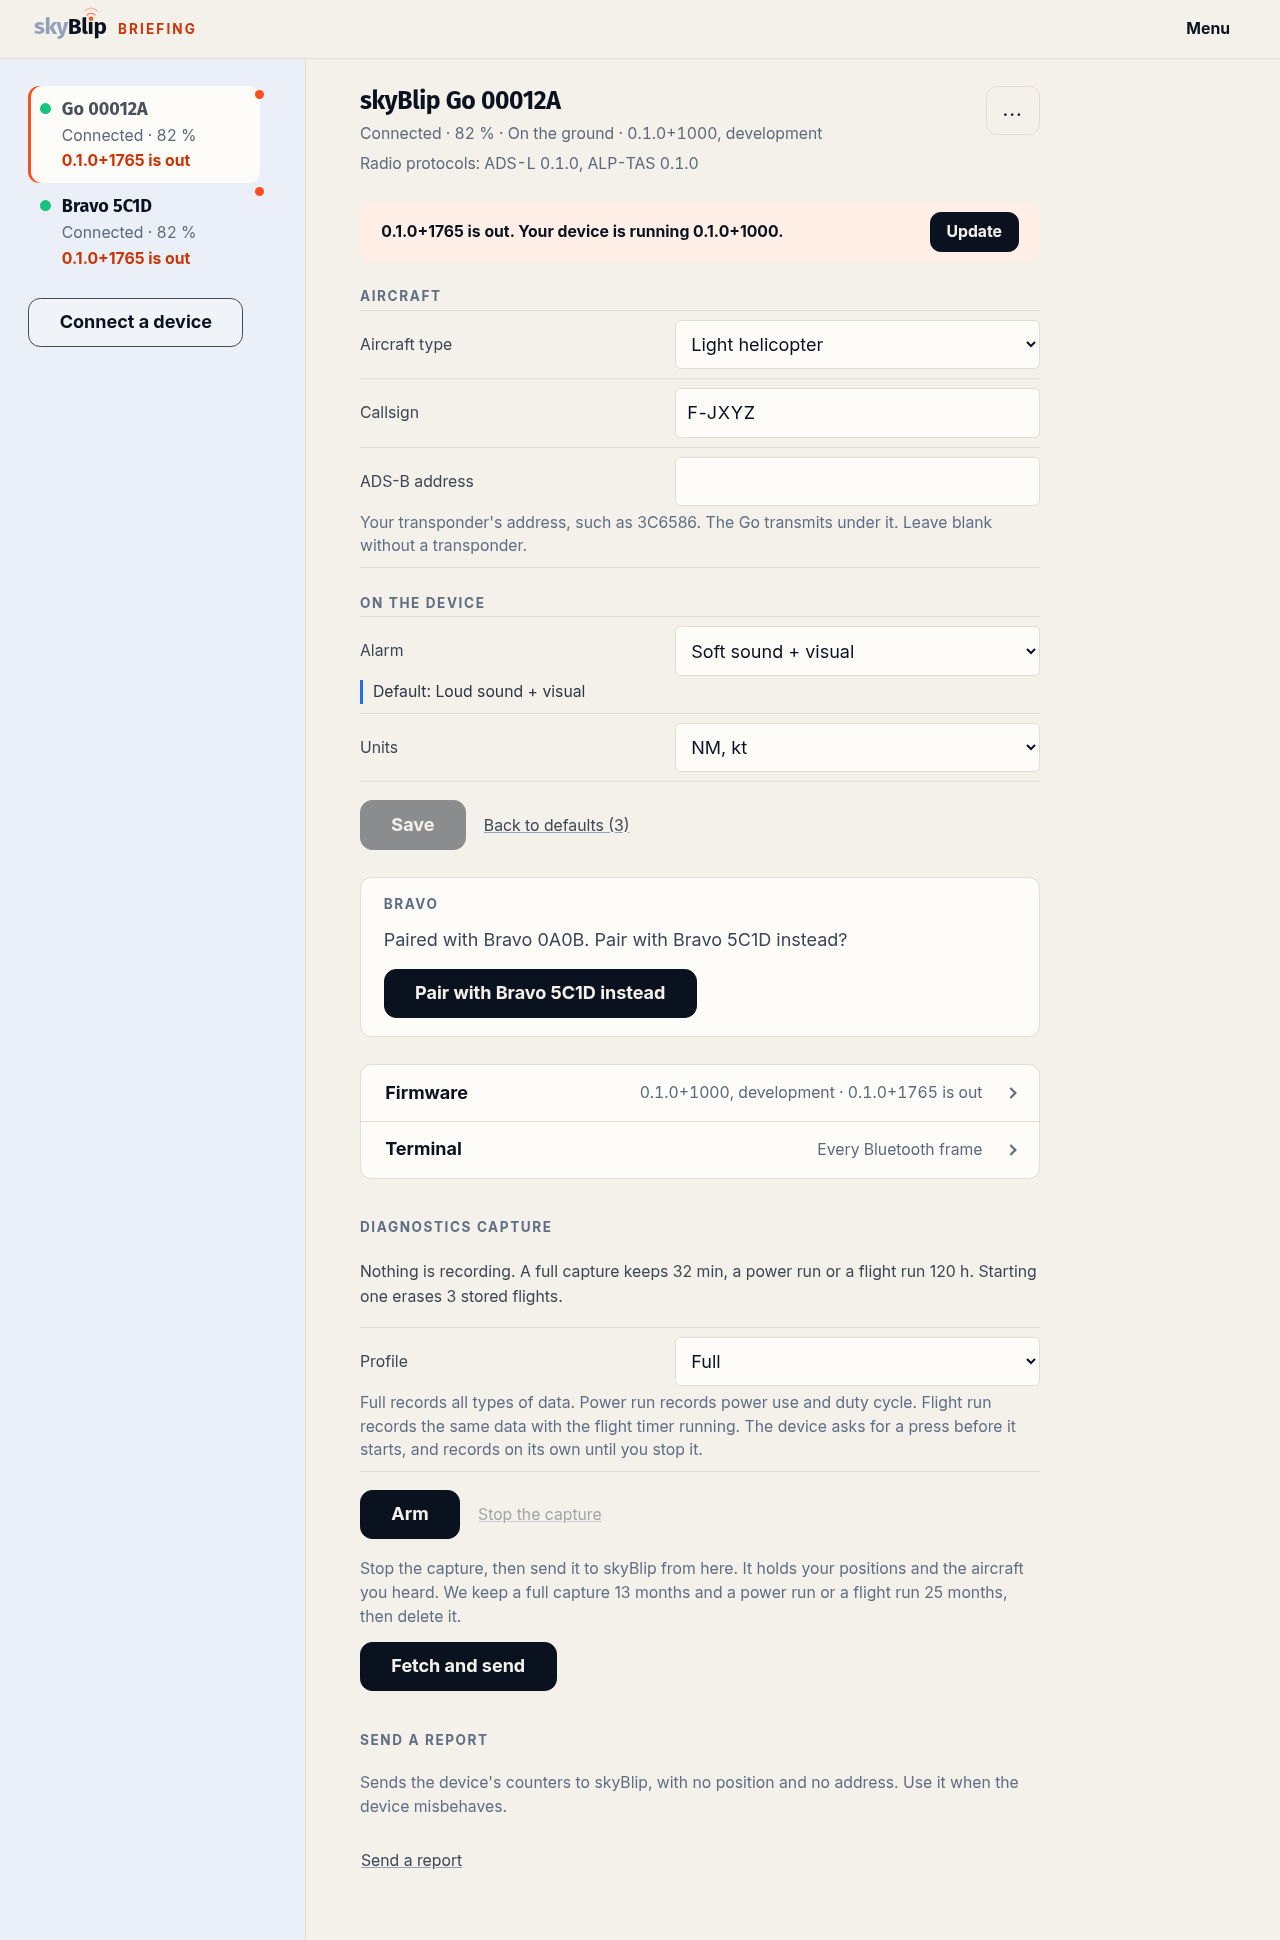 skyBlip BRIEFING
Menu
Go 00012A
Connected · 82 %
0.1.0+1765 is out
Bravo 5C1D
Connected · 82 %
0.1.0+1765 is out
Connect a device
skyBlip Go 00012A
...
Connected · 82 % · On the ground · 0.1.0+1000, development
Radio protocols: ADS-L 0.1.0, ALP-TAS 0.1.0
0.1.0+1765 is out. Your device is running 0.1.0+1000.
Update
AIRCRAFT
Aircraft type
Light helicopter
Callsign
F-JXYZ
ADS-B address
Your transponder's address, such as 3C6586. The Go transmits under it. Leave blank
without a transponder.
ON THE DEVICE
Alarm
Soft sound + visual
Default: Loud sound + visual
Units
NM, kt
Save
Back to defaults (3)
BRAVO
Paired with Bravo 0A0B. Pair with Bravo 5C1D instead?
Pair with Bravo 5C1D instead
Firmware
0.1.0+1000, development · 0.1.0+1765 is out
Terminal
Every Bluetooth frame
DIAGNOSTICS CAPTURE
Nothing is recording. A full capture keeps 32 min, a power run or a flight run 120 h. Starting
one erases 3 stored flights.
Profile
Full
Full records all types of data. Power run records power use and duty cycle. Flight run
records the same data with the flight timer running. The device asks for a press before it
starts, and records on its own until you stop it.
Arm
Stop the capture
Stop the capture, then send it to skyBlip from here. It holds your positions and the aircraft
you heard. We keep a full capture 13 months and a power run or a flight run 25 months,
then delete it.
Fetch and send
SEND A REPORT
Sends the device's counters to skyBlip, with no position and no address. Use it when the
device misbehaves.
Send a report